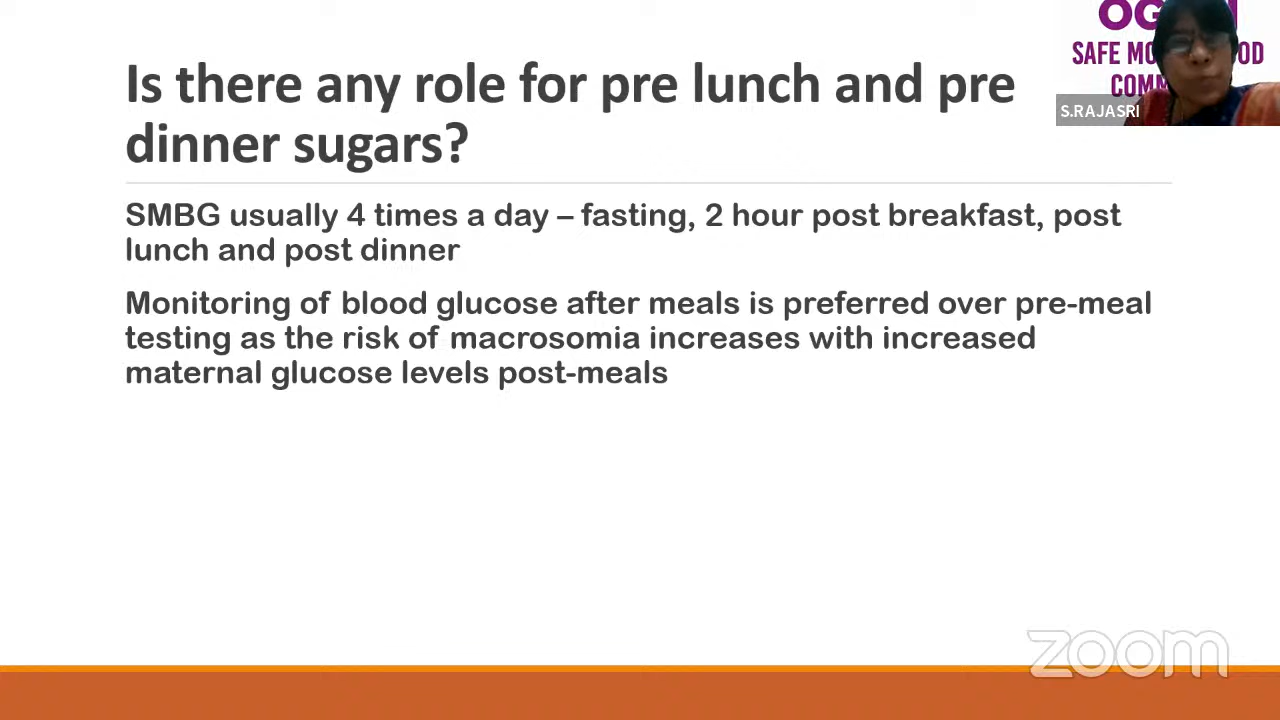 Is there any role for pre lunch and pre
dinner sugars?
SMBG usually 4 times a day – fasting, 2 hour post breakfast, post
lunch and post dinner
Monitoring of blood glucose after meals is preferred over pre-meal
testing as the risk of macrosomia increases with increased
maternal glucose levels post-meals
SAFE
S.RAJASRI
zoom